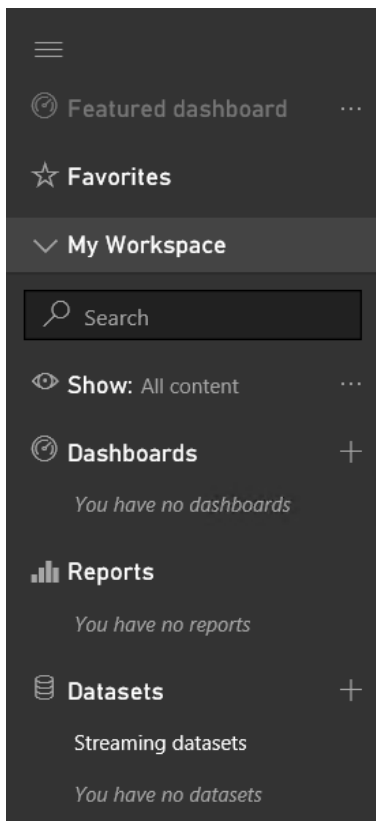 Featured dashboard ...
Favorites
My Workspace
Search
Show: All content ...
Dashboards +
You have no dashboards
Reports
You have no reports
Datasets +
Streaming datasets
You have no datasets